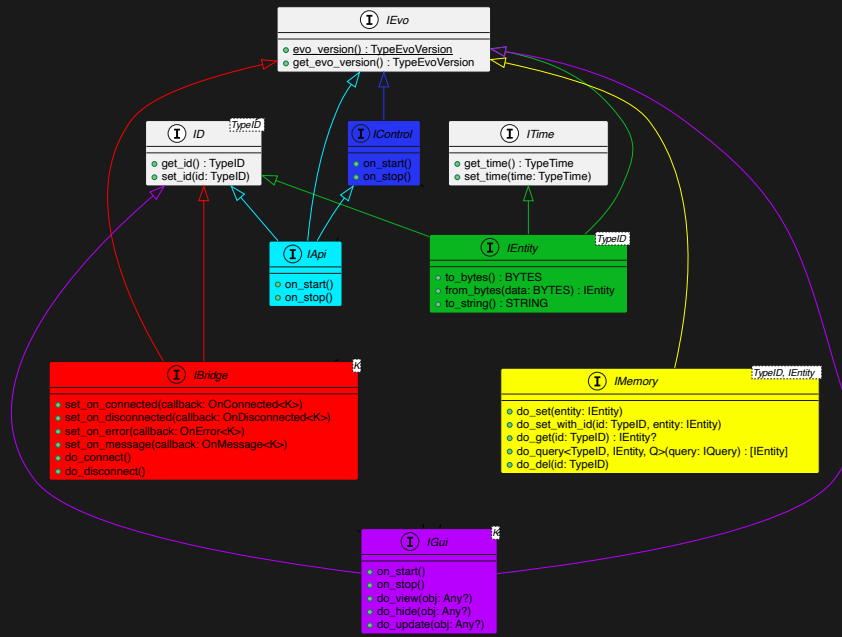 I IEvo
evo_version() : TypeEvoVersion
get_evo_version() : TypeEvoVersion
I ID
TypeID
get_id() : TypeID
set_id(id: TypeID)
I IControl
on_start()
on_stop()
I ITime
get_time() : TypeTime
set_time(time: TypeTime)
I IApi
on_start()
on_stop()
I IEntity
TypeID
to_bytes() : BYTES
from_bytes(data: BYTES) : IEntity
to_string() : STRING
I IBridge
K
set_on_connected(callback: OnConnected<K>)
set_on_disconnected(callback: OnDisconnected<K>)
set_on_error(callback: OnError<K>)
set_on_message(callback: OnMessage<K>)
do_connect()
do_disconnect()
I IMemory
TypeID, IEntity
do_set(entity: IEntity)
do_set_with_id(id: TypeID, entity: IEntity)
do_get(id: TypeID) : IEntity?
do_query<TypeID, IEntity, Q>(query: IQuery) : [IEntity]
do_del(id: TypeID)
I IGui
K
on_start()
on_stop()
do_view(obj: Any?)
do_hide(obj: Any?)
do_update(obj: Any?)